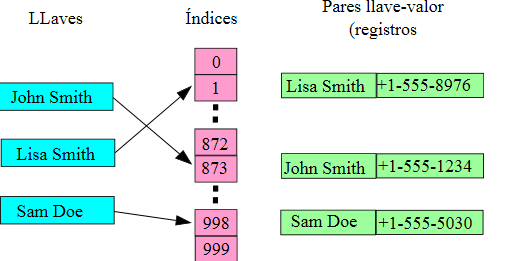 LLaves
Índices
Pares llave-valor
(registros
0
1
872
873
998
999
John Smith
Lisa Smith
Sam Doe
Lisa Smith +1-555-8976
John Smith +1-555-1234
Sam Doe +1-555-5030